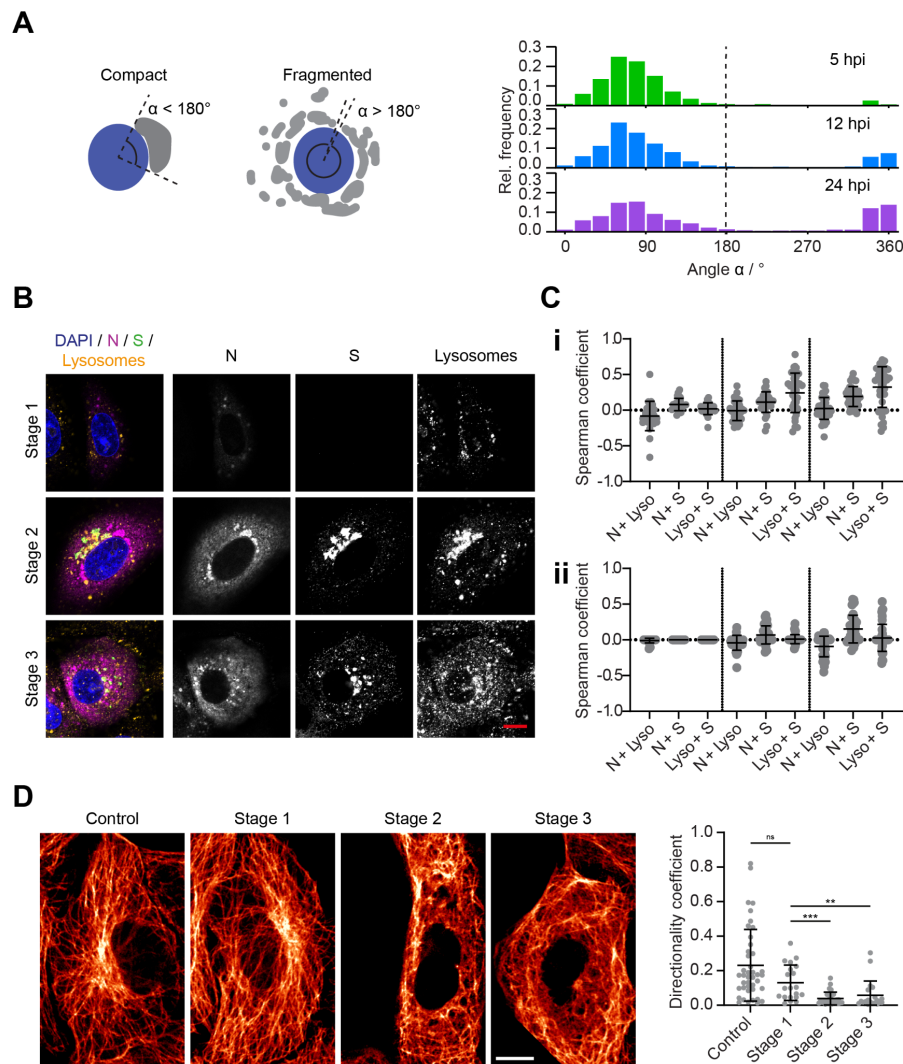 A
Compact
α < 180°
Fragmented
α > 180°
Rel. frequency
0.3
0.2
0.1
0.0
5 hpi
0.3
0.2
0.1
0.0
12 hpi
0.3
0.2
0.1
0.0
24 hpi
0 90 180 270 360
Angle α / °
B
DAPI / N / S /
Lysosomes
N
S
Lysosomes
Stage 1
Stage 2
Stage 3
C
i
Spearman coefficient
1.0
0.5
0.0
-0.5
-1.0
N + Lyso
N + S
Lyso + S
N + Lyso
N + S
Lyso + S
N + Lyso
N + S
Lyso + S
ii
Spearman coefficient
1.0
0.5
0.0
-0.5
-1.0
N + Lyso
N + S
Lyso + S
N + Lyso
N + S
Lyso + S
N + Lyso
N + S
Lyso + S
D
Control
Stage 1
Stage 2
Stage 3
Directionality coefficient
1.0
0.8
0.6
0.4
0.2
0.0
ns
**
***
Control
Stage 1
Stage 2
Stage 3